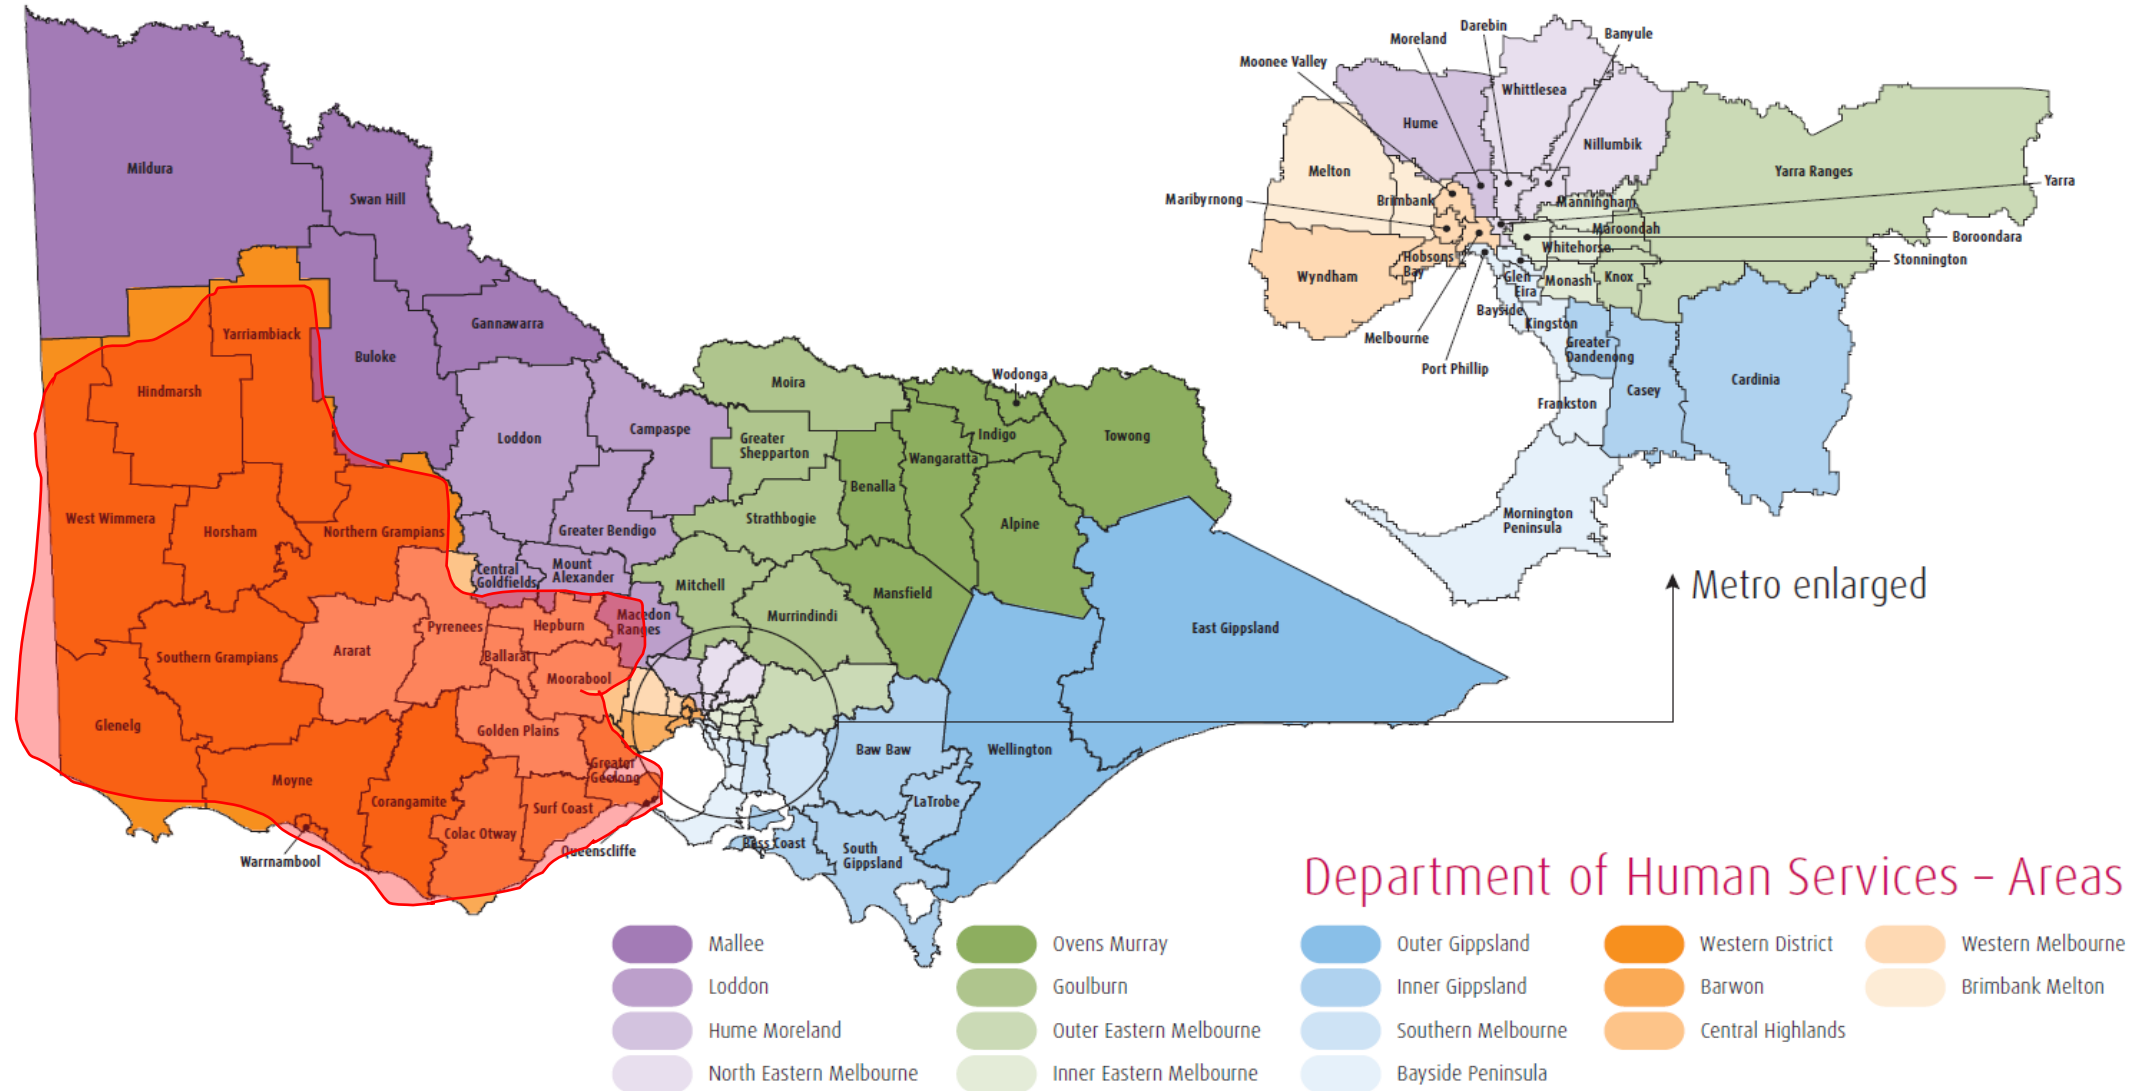 Mildura
Swan Hill
Yarriambiack
Buloke
Gannawarra
Hindmarsh
Loddon
Campaspe
Moira
Greater
Shepparton
Wodonga
Indigo
Wangaratta
Towong
Benalla
West Wimmera
Horsham
Northern Grampians
Greater Bendigo
Strathbogie
Alpine
Central
Goldfields
Mount
Alexander
Mitchell
Mansfield
Macedon
Ranges
Murrindindi
East Gippsland
Pyrenees
Hepburn
Ararat
Southern Grampians
Ballarat
Moorabool
Glenelg
Golden Plains
Moyne
Greater
Geelong
Corangamite
Surf Coast
Colac Otway
Warrnambool
Queenscliffe
Baw Baw
Wellington
LaTrobe
Bass Coast
South
Gippsland
Darebin
Moreland
Banyule
Moonee Valley
Whittlesea
Hume
Nillumbik
Melton
Yarra Ranges
Yarra
Maribyrnong
Brimbank
Manningham
Maroondah
Boroondara
Whitehorse
Stonnington
Hobsons
Bay
Wyndham
Glen
Eira
Monash
Knox
Bayside
Kingston
Melbourne
Port Phillip
Greater
Dandenong
Casey
Cardinia
Frankston
Mornington
Peninsula
Metro enlarged
Department of Human Services – Areas
Mallee
Loddon
Hume Moreland
North Eastern Melbourne
Ovens Murray
Goulburn
Outer Eastern Melbourne
Inner Eastern Melbourne
Outer Gippsland
Inner Gippsland
Southern Melbourne
Bayside Peninsula
Western District
Barwon
Central Highlands
Western Melbourne
Brimbank Melton